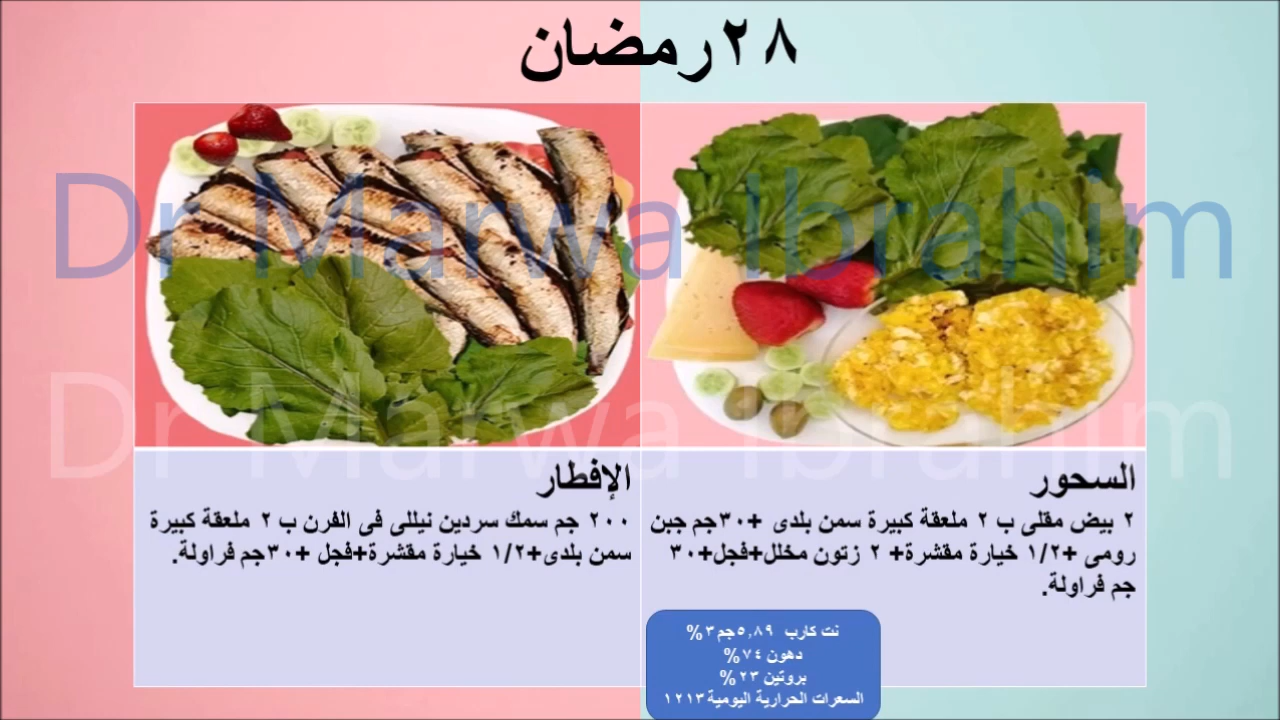 ٢٨رمضان
Dr Marwa Ibrahim
Dr Marwa Ibrahim
السحور
٢ بيض مقلى ب ٢ ملعقة كبيرة سمن بلدى +٣٠جم جبن
رومى +١/٢ خيارة مقشرة+ ٢ زتون مخلل+فجل+٣٠
جم فراولة.
الإفطار
٢٠٠ جم سمك سردين نيللى فى الفرن ب ٢ ملعقة كبيرة
سمن بلدى+١/٢ خيارة مقشرة+فجل +٣٠جم فراولة.
نت كارب ٥,٨٩جم٣%
دهون ٧٤%
بروتين ٢٣%
السعرات الحرارية اليومية١٢١٣